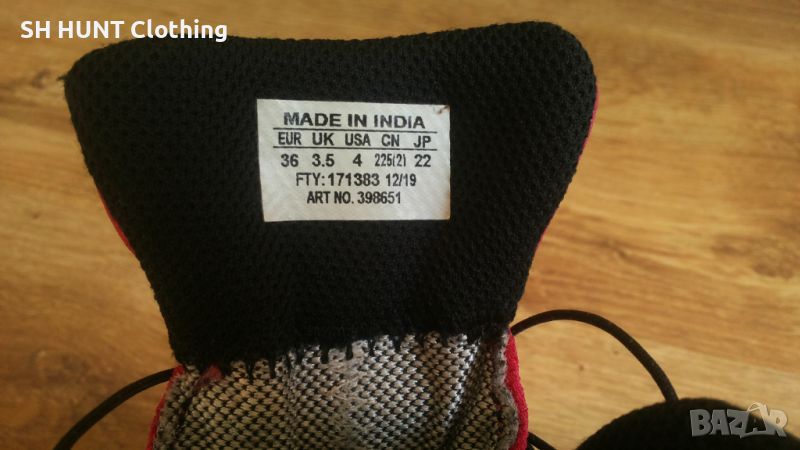 SH HUNT Clothing
MADE IN INDIA
EUR UK USA CN JP
36 3.5 4 225(2) 22
FTY: 171383 12/19
ART NO. 398651
BAZAR